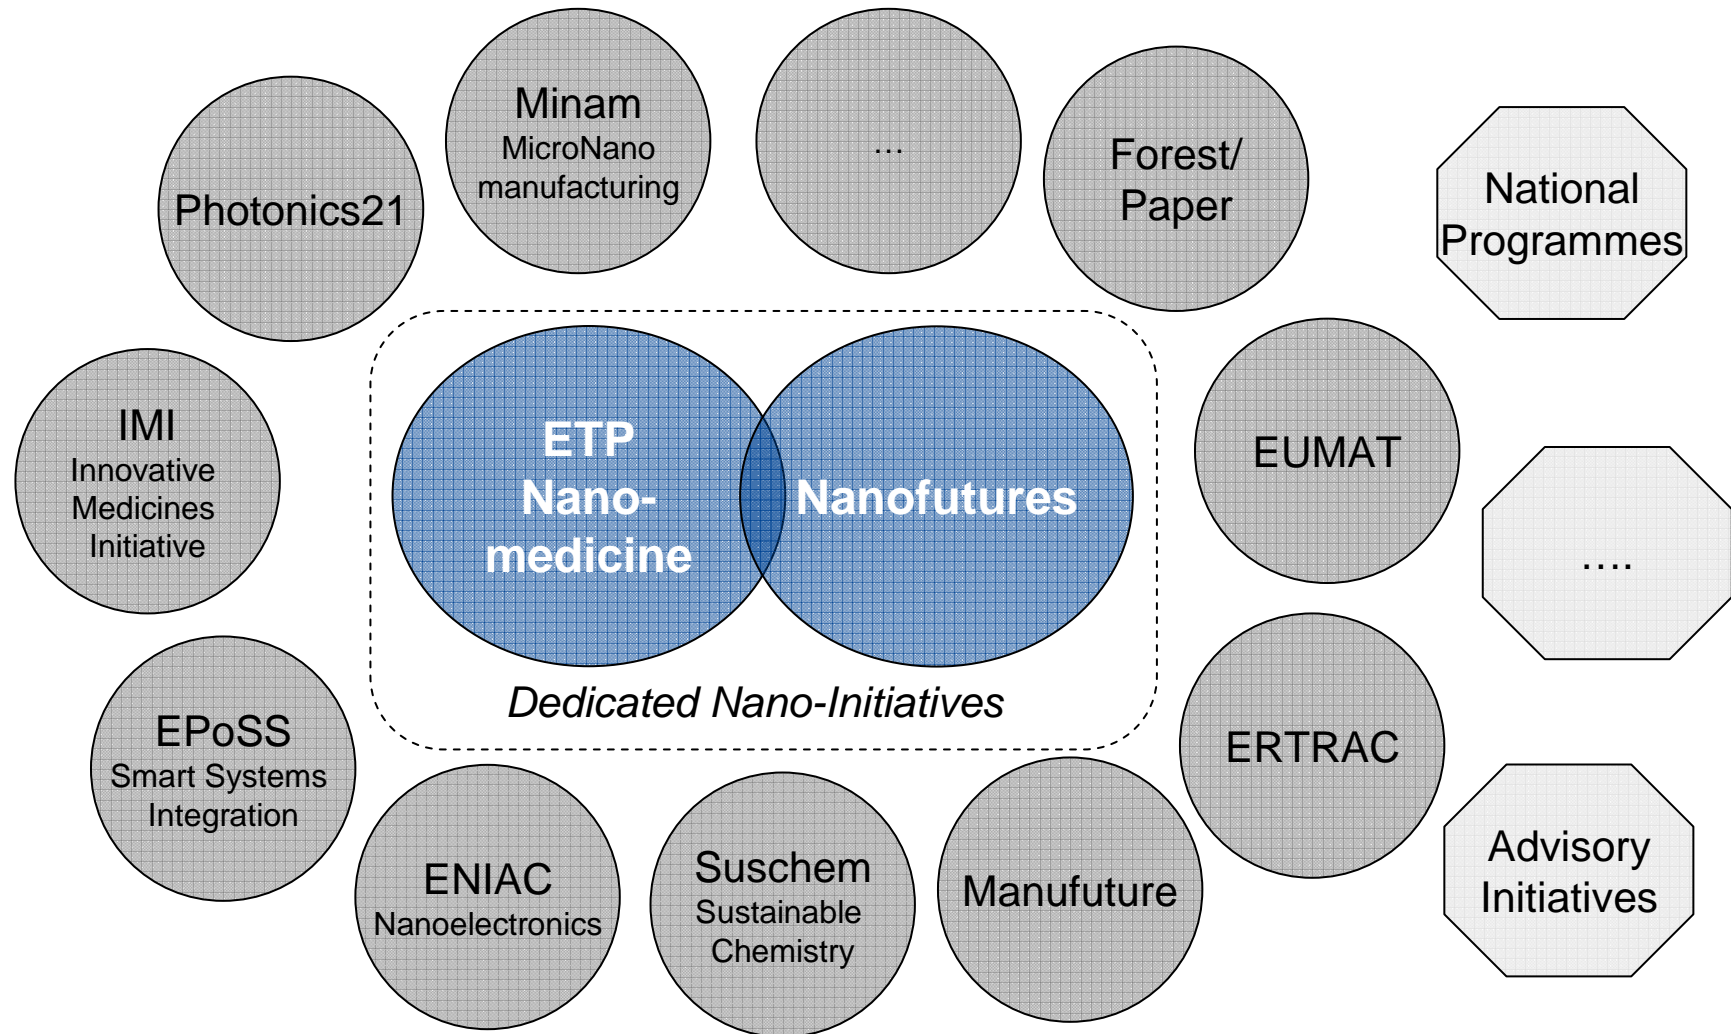 Minam
MicroNano
manufacturing
…
Forest/
Paper
Photonics21
National
Programmes
IMI
Innovative
Medicines
Initiative
ETP
Nano-
medicine
Nanofutures
EUMAT
….
Dedicated Nano-Initiatives
EPoSS
Smart Systems
Integration
ERTRAC
ENIAC
Nanoelectronics
Suschem
Sustainable
Chemistry
Manufuture
Advisory
Initiatives